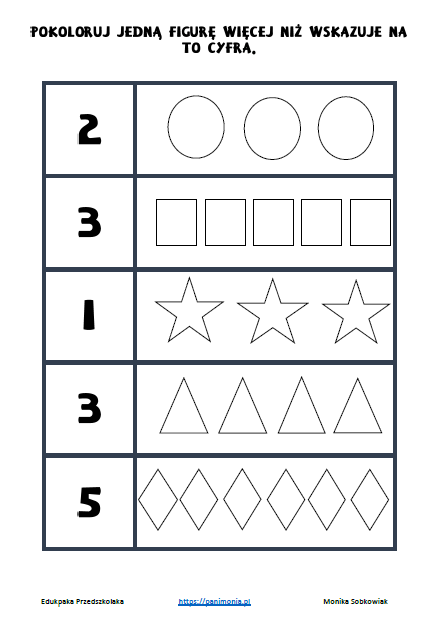 POKOLORUJ JEDNĄ FIGURĘ WIĘCEJ NIŻ WSKAZUJE NA
TO CYFRA.
2
3
1
3
5
Edukpaka Przedszkolaka https://panimonia.pl Monika Sobkowiak